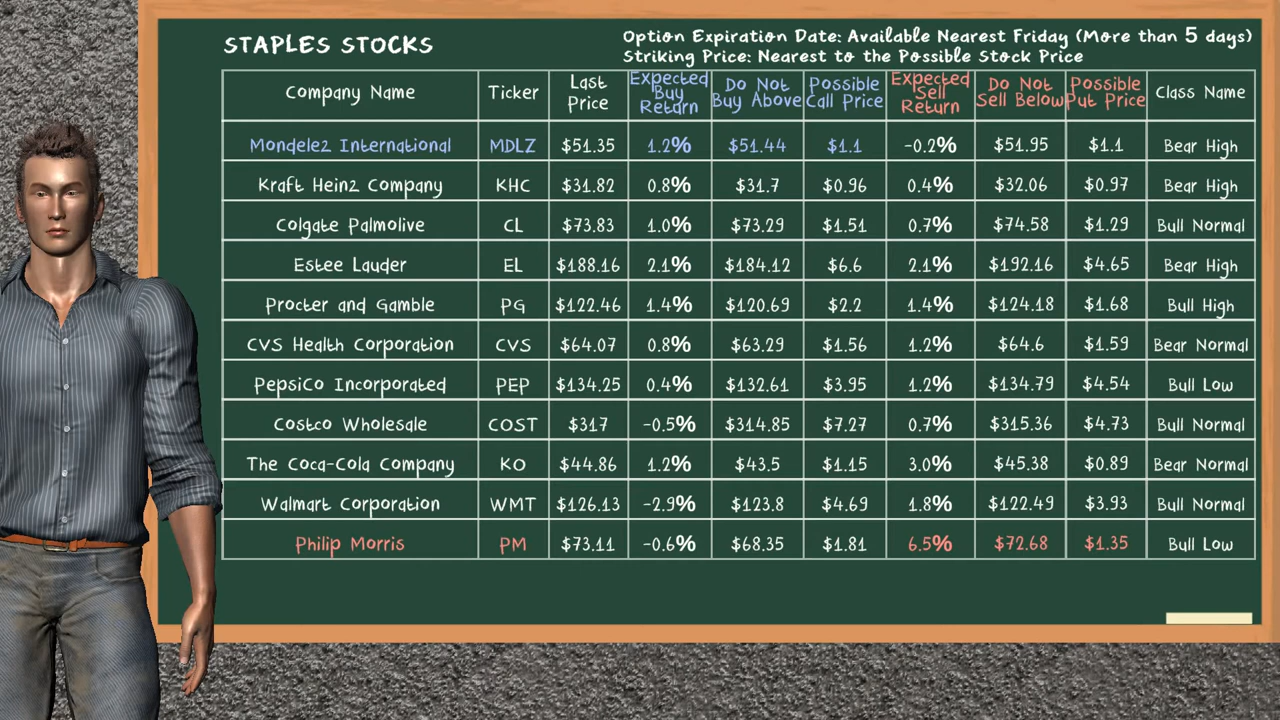 STAPLES STOCKS
Option Expiration Date: Available Nearest Friday (More than 5 days)
Striking Price: Nearest to the Possible Stock Price
Company Name Ticker Last Price Expected Buy Return Do Not Buy Above Possible Call Price Expected Sell Return Do Not Sell Below Possible Put Price Class Name
Mondelez International MDLZ $51.35 1.2% $51.44 $1.1 -0.2% $51.95 $1.1 Bear High
Kraft Heinz Company KHC $31.82 0.8% $31.7 $0.96 0.4% $32.06 $0.97 Bear High
Colgate Palmolive CL $73.83 1.0% $73.29 $1.51 0.7% $74.58 $1.29 Bull Normal
Estee Lauder EL $188.16 2.1% $184.12 $6.6 2.1% $192.16 $4.65 Bear High
Procter and Gamble PG $122.46 1.4% $120.69 $2.2 1.4% $124.18 $1.68 Bull High
CVS Health Corporation CVS $64.07 0.8% $63.29 $1.56 1.2% $64.6 $1.59 Bear Normal
PepsiCo Incorporated PEP $134.25 0.4% $132.61 $3.95 1.2% $134.79 $4.54 Bull Low
Costco Wholesale COST $317 -0.5% $314.85 $7.27 0.7% $315.36 $4.73 Bull Normal
The Coca-Cola Company KO $44.86 1.2% $43.5 $1.15 3.0% $45.38 $0.89 Bear Normal
Walmart Corporation WMT $126.13 -2.9% $123.8 $4.69 1.8% $122.49 $3.93 Bull Normal
Philip Morris PM $73.11 -0.6% $68.35 $1.81 6.5% $72.68 $1.35 Bull Low